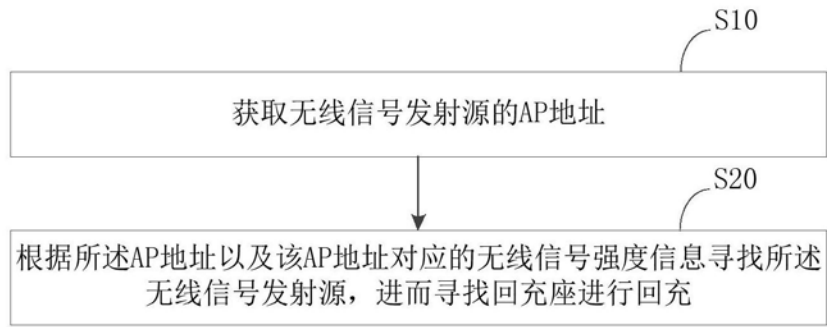 S10
获取无线信号发射源的AP地址
S20
根据所述AP地址以及该AP地址对应的无线信号强度信息寻找所述
无线信号发射源，进而寻找回充座进行回充